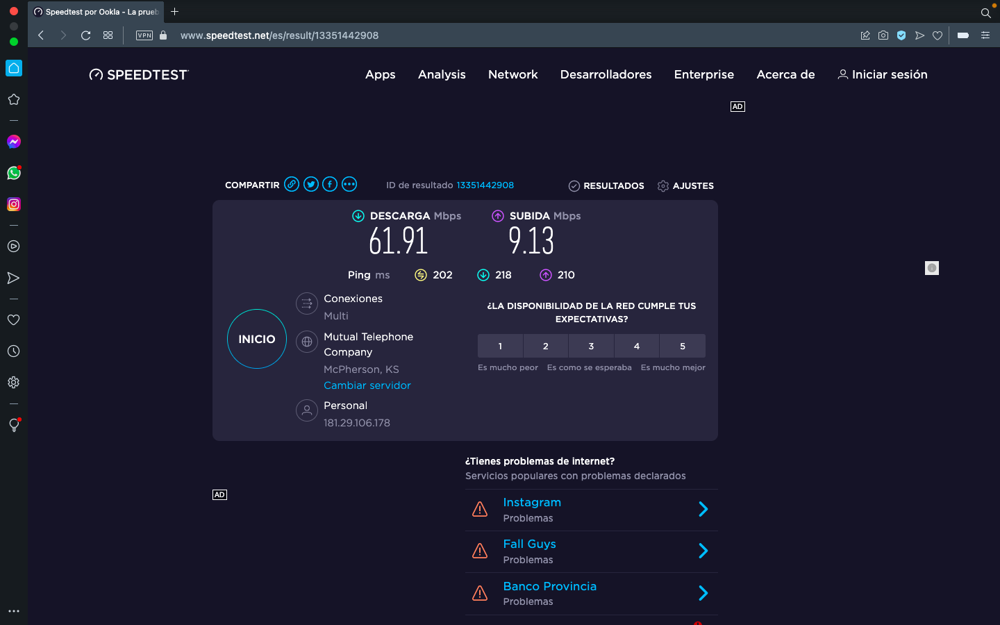 Speedtest por Ookla - La prueb
VPN
www.speedtest.net/es/result/13351442908
SPEEDTEST
Apps
Analysis
Network
Desarrolladores
Enterprise
Acerca de
Iniciar sesión
AD
COMPARTIR
ID de resultado 13351442908
RESULTADOS
AJUSTES
DESCARGA Mbps
61.91
SUBIDA Mbps
9.13
Ping ms
202
218
210
INICIO
Conexiones
Multi
Mutual Telephone
Company
McPherson, KS
Cambiar servidor
Personal
181.29.106.178
¿LA DISPONIBILIDAD DE LA RED CUMPLE TUS
EXPECTATIVAS?
1 2 3 4 5
Es mucho peor
Es como se esperaba
Es mucho mejor
¿Tienes problemas de internet?
Servicios populares con problemas declarados
AD
Instagram
Problemas
Fall Guys
Problemas
Banco Provincia
Problemas